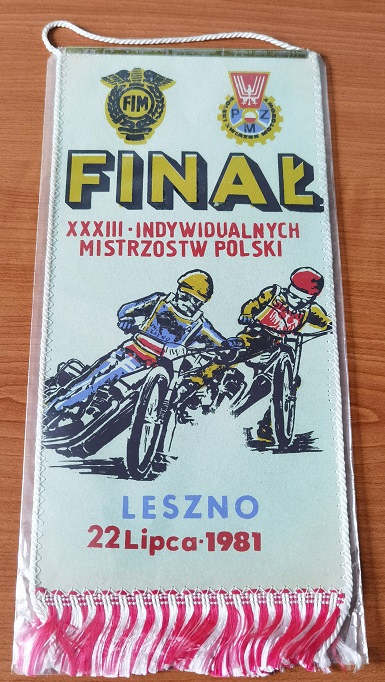 FIM
PZM
FINAŁ
XXXIII·INDYWIDUALNYCH
MISTRZOSTW POLSKI
LESZNO
22 Lipca·1981